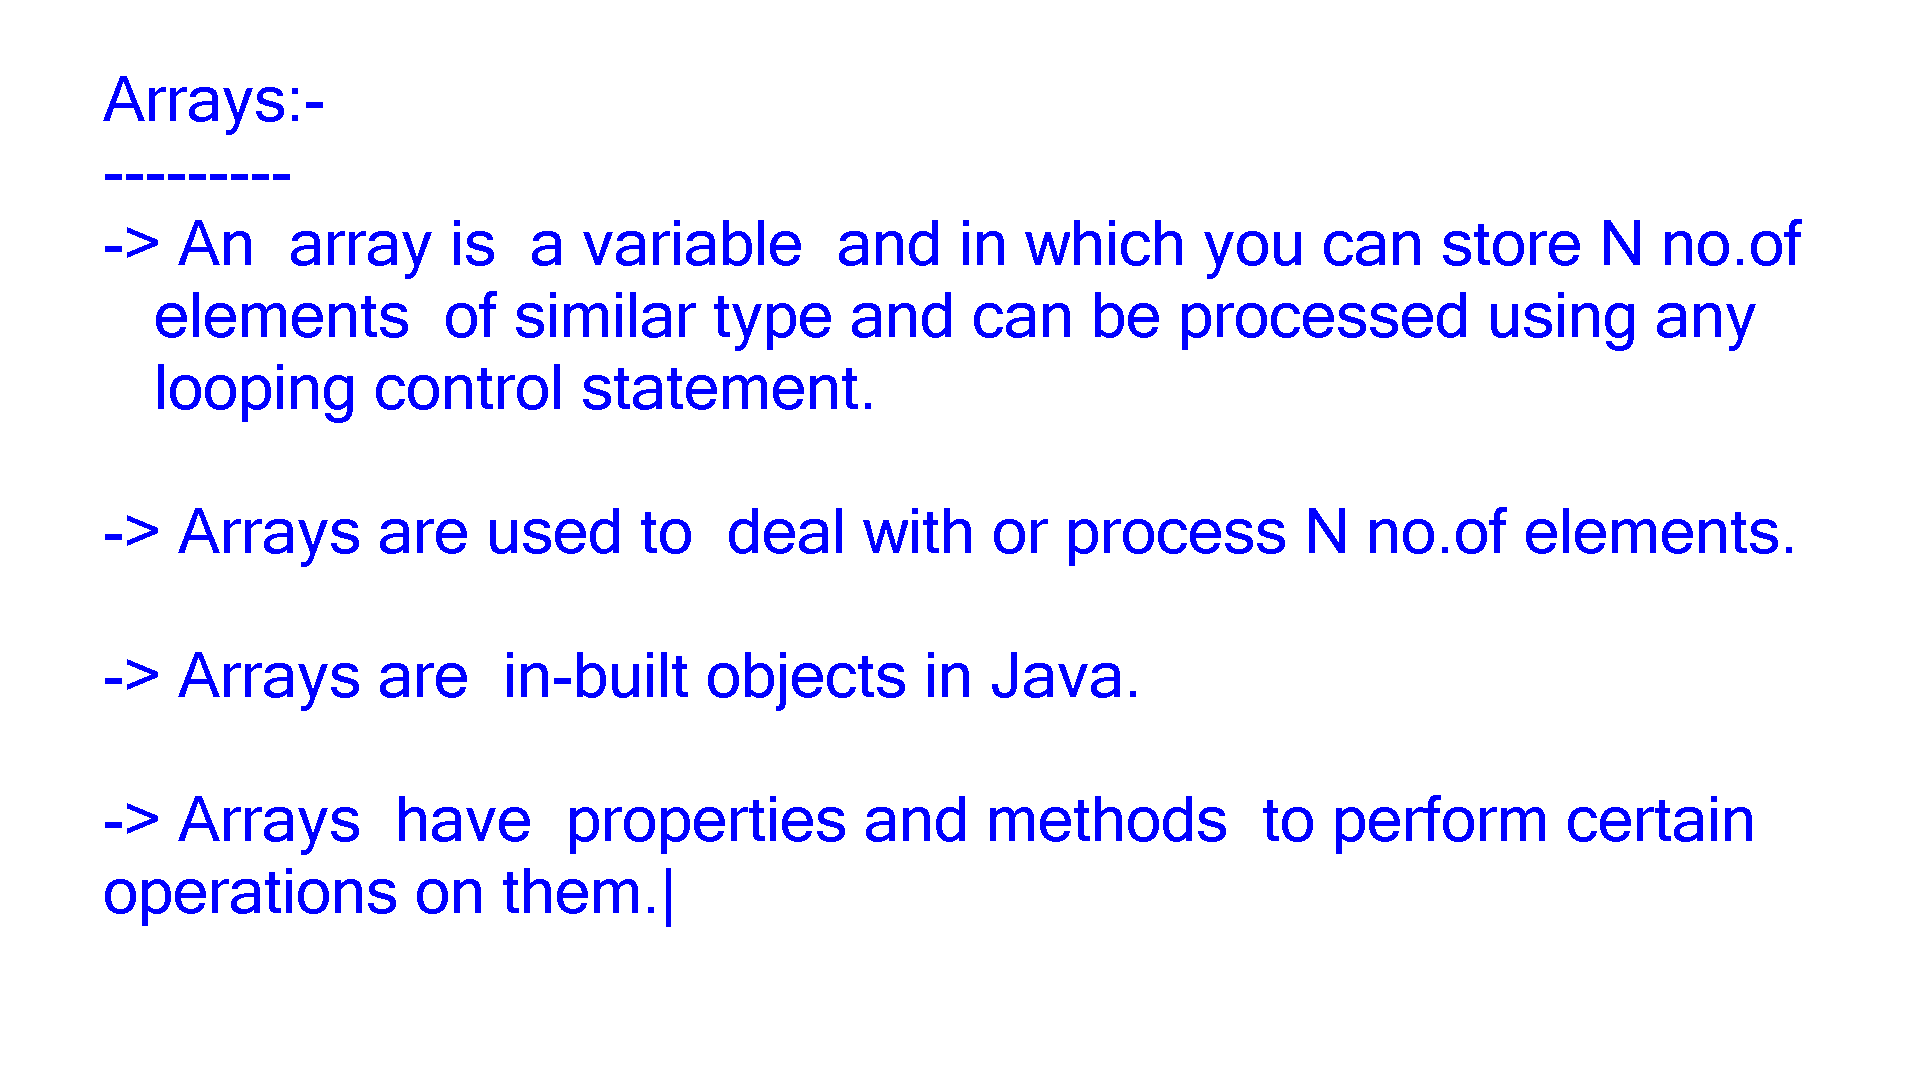 Arrays:-
---------
-> An  array is  a variable  and in which you can store N no.of
elements  of similar type and can be processed using any
looping control statement.
-> Arrays are used to  deal with or process N no.of elements.
-> Arrays are  in-built objects in Java.
-> Arrays  have  properties and methods  to perform certain
operations on them.|